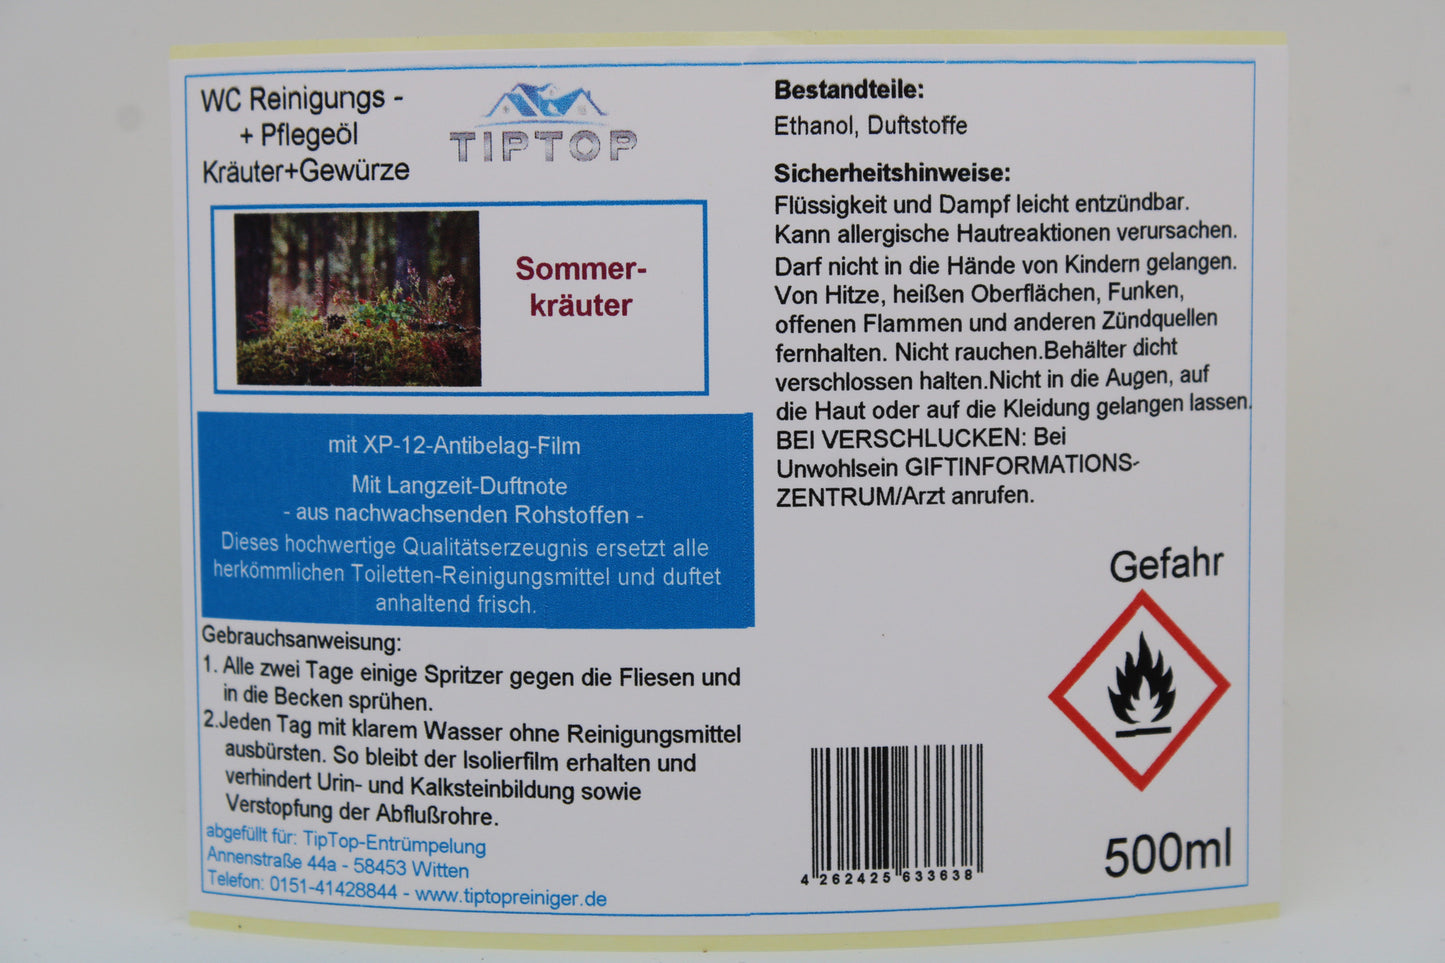 WC Reinigungs -
+ Pflegeöl
Kräuter+Gewürze
TIPTOP
Sommer-
kräuter
mit XP-12-Antibelag-Film
Mit Langzeit-Duftnote
- aus nachwachsenden Rohstoffen -
Dieses hochwertige Qualitätserzeugnis ersetzt alle
herkömmlichen Toiletten-Reinigungsmittel und duftet
anhaltend frisch.
Gebrauchsanweisung:
1. Alle zwei Tage einige Spritzer gegen die Fliesen und
in die Becken sprühen.
2.Jeden Tag mit klarem Wasser ohne Reinigungsmittel
ausbürsten. So bleibt der Isolierfilm erhalten und
verhindert Urin- und Kalksteinbildung sowie
Verstopfung der Abflußrohre.
abgefüllt für: TipTop-Entrümpelung
Annenstraße 44a - 58453 Witten
Telefon: 0151-41428844 - www.tiptopreiniger.de
Bestandteile:
Ethanol, Duftstoffe
Sicherheitshinweise:
Flüssigkeit und Dampf leicht entzündbar.
Kann allergische Hautreaktionen verursachen.
Darf nicht in die Hände von Kindern gelangen.
Von Hitze, heißen Oberflächen, Funken,
offenen Flammen und anderen Zündquellen
fernhalten. Nicht rauchen.Behälter dicht
verschlossen halten.Nicht in die Augen, auf
die Haut oder auf die Kleidung gelangen lassen.
BEI VERSCHLUCKEN: Bei
Unwohlsein GIFTINFORMATIONS-
ZENTRUM/Arzt anrufen.
Gefahr
4 262425 633638
500ml